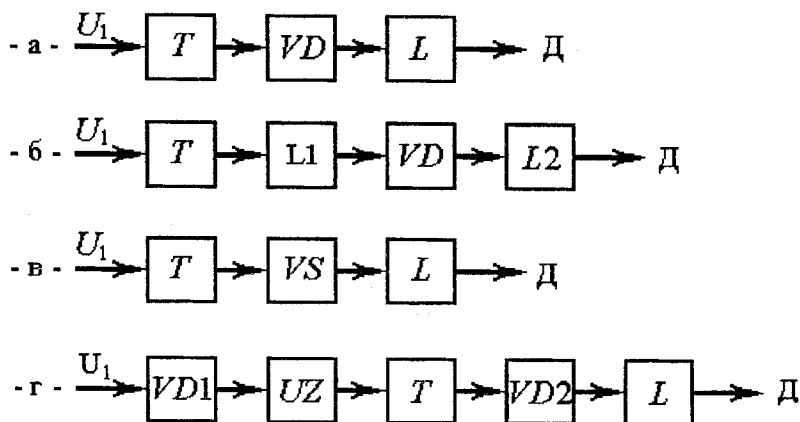 - а - U₁ T VD L Д
- б - U₁ T L1 VD L2 Д
- в - U₁ T VS L Д
- г - U₁ VD1 UZ T VD2 L Д